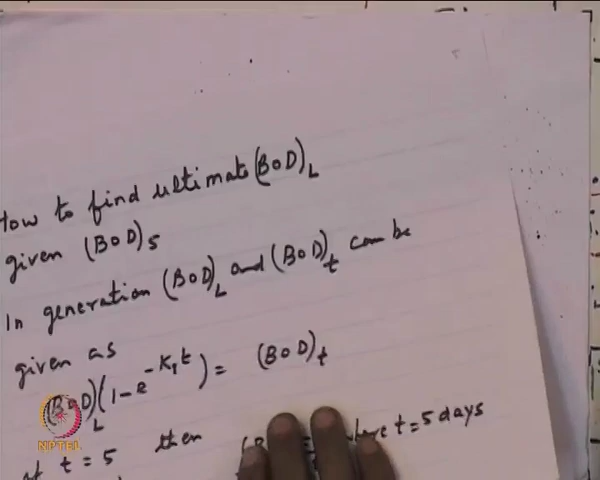 How to find ultimate (BOD)L
given (BOD)5
In generation (BOD)L and (BOD)t can be
given as
(BOD)L(1-e^-K1t) = (BOD)t
at t = 5 then t = 5 days
NPTEL